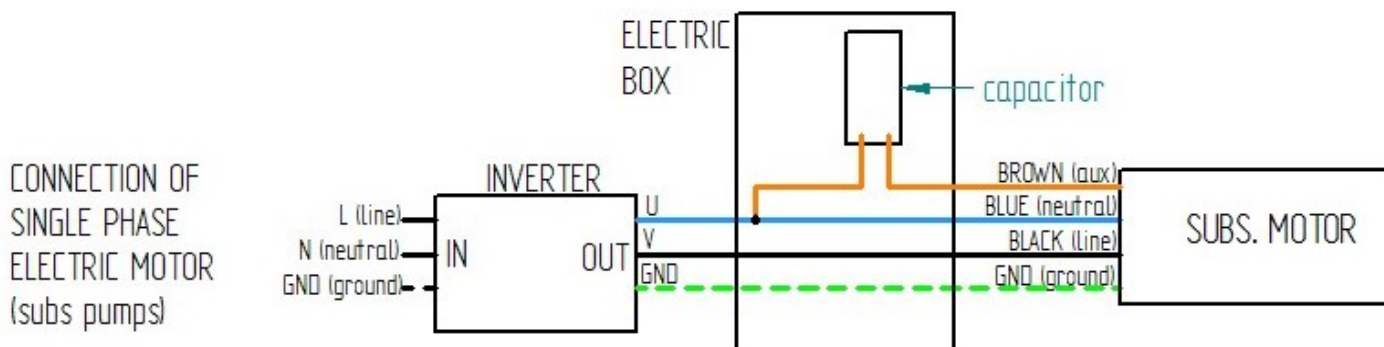 CONNECTION OF
SINGLE PHASE
ELECTRIC MOTOR
(subs pumps)
INVERTER
L (line)
N (neutral)
GND (ground)
IN
OUT
U
V
GND
ELECTRIC
BOX
capacitor
BROWN (aux)
BLUE (neutral)
BLACK (line)
GND (ground)
SUBS. MOTOR